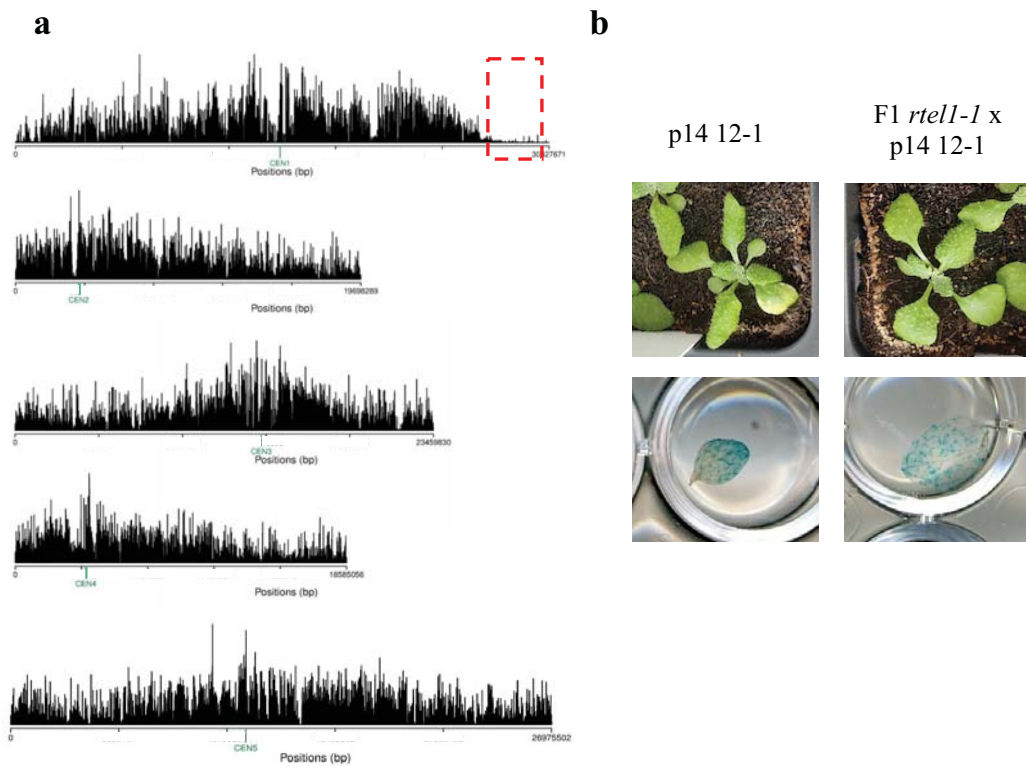 a
b
0
30427671
CEN1
Positions (bp)
p14 12-1
F1 rtel1-1 x
p14 12-1
0
19698289
CEN2
Positions (bp)
0
23459830
CEN3
Positions (bp)
0
18585056
CEN4
Positions (bp)
0
26975502
CEN5
Positions (bp)